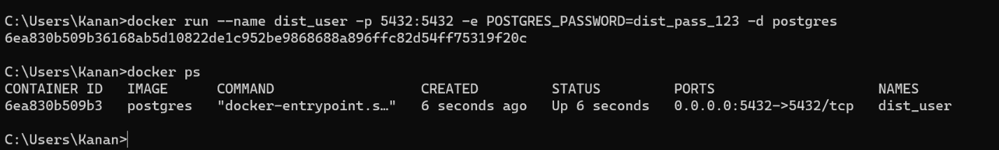 C:\Users\Kanan>docker run --name dist_user -p 5432:5432 -e POSTGRES_PASSWORD=dist_pass_123 -d postgres
6ea830b509b36168ab5d10822de1c952be9868688a896ffc82d54ff75319f20c
C:\Users\Kanan>docker ps
CONTAINER ID   IMAGE      COMMAND                  CREATED         STATUS         PORTS                    NAMES
6ea830b509b3   postgres   "docker-entrypoint.s…"   6 seconds ago   Up 6 seconds   0.0.0.0:5432->5432/tcp   dist_user
C:\Users\Kanan>